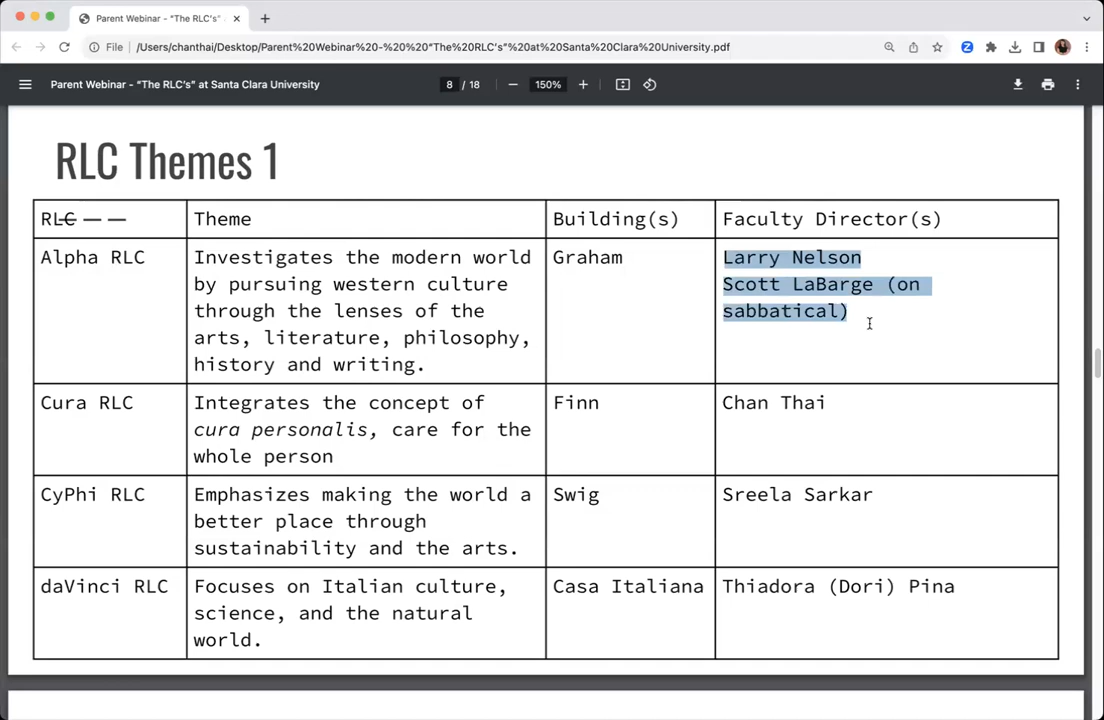 Parent Webinar - “The RLC’s”
File
/Users/chanthai/Desktop/Parent%20Webinar%20-%20%20“The%20RLC’s”%20at%20Santa%20Clara%20University.pdf
Parent Webinar - “The RLC’s” at Santa Clara University
8 / 18
150%
RLC Themes 1
RLC
Theme
Building(s)
Faculty Director(s)
Alpha RLC
Investigates the modern world
by pursuing western culture
through the lenses of the
arts, literature, philosophy,
history and writing.
Graham
Larry Nelson
Scott LaBarge (on
sabbatical)
Cura RLC
Integrates the concept of
cura personalis, care for the
whole person
Finn
Chan Thai
CyPhi RLC
Emphasizes making the world a
better place through
sustainability and the arts.
Swig
Sreela Sarkar
daVinci RLC
Focuses on Italian culture,
science, and the natural
world.
Casa Italiana
Thiadora (Dori) Pina